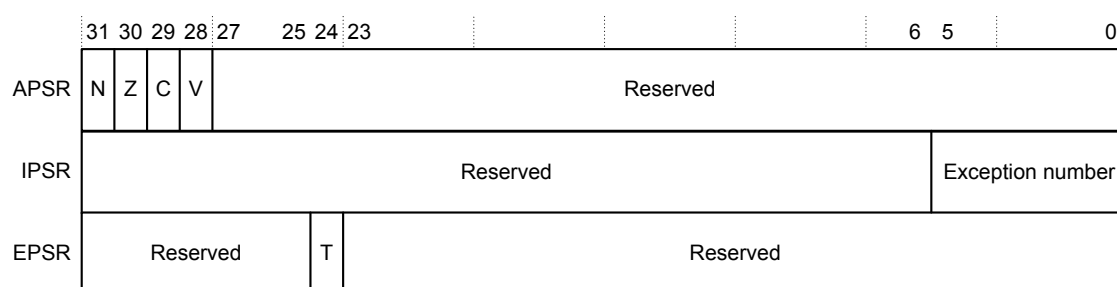 31 30 29 28 27 25 24 23 6 5 0
APSR N Z C V Reserved
IPSR Reserved Exception number
EPSR Reserved T Reserved